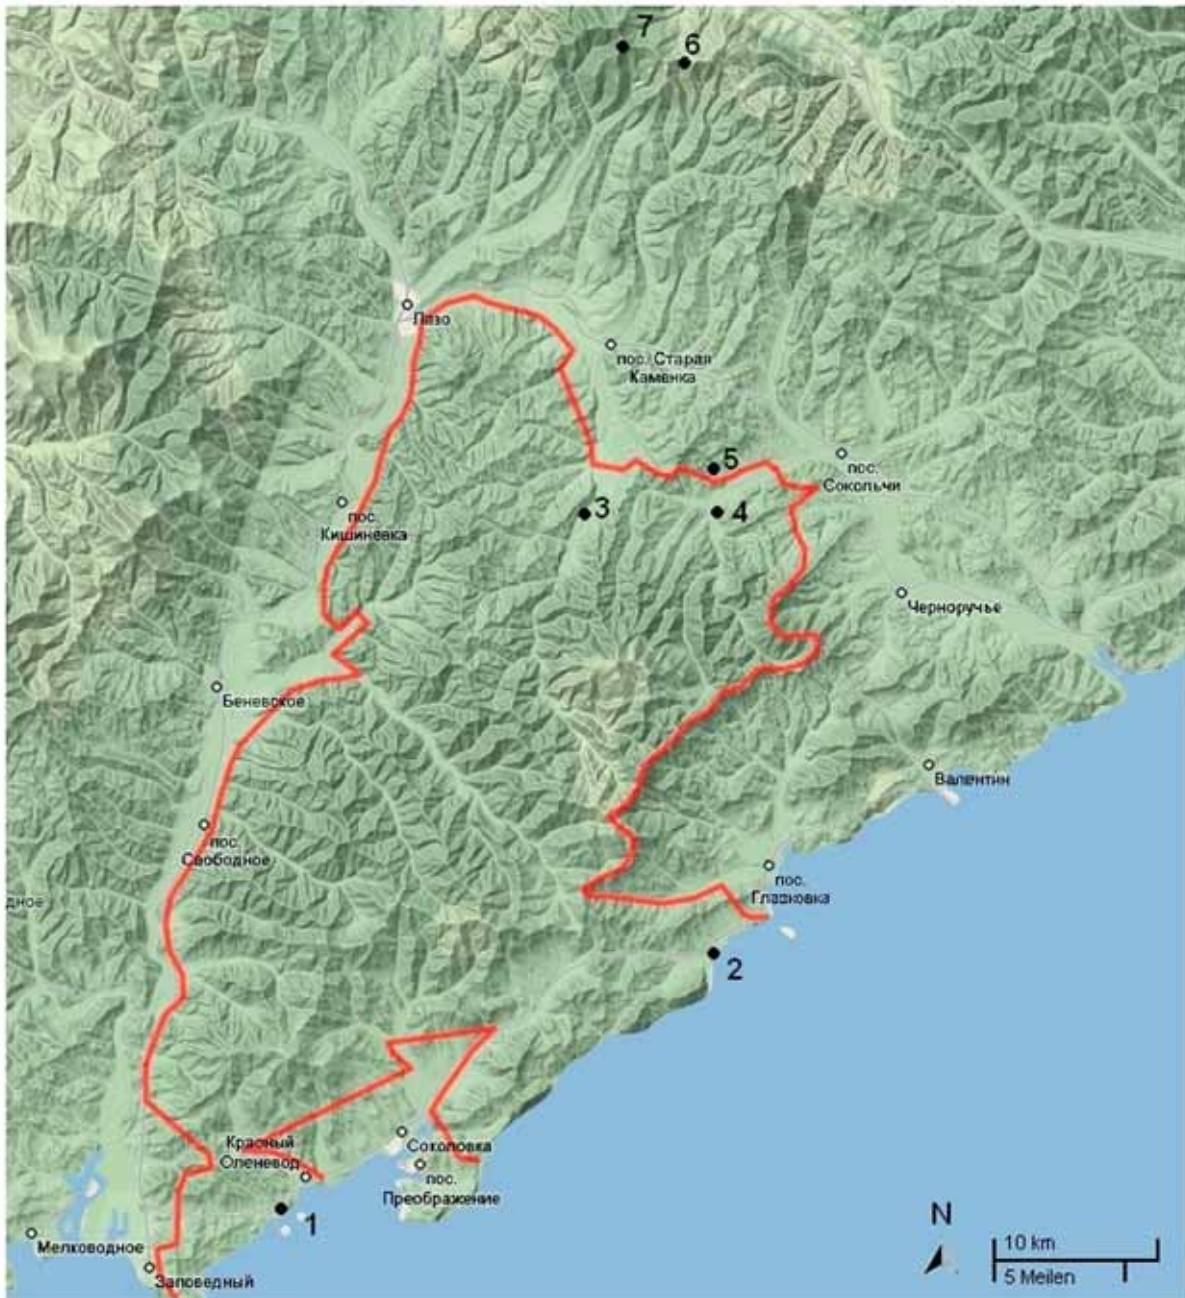 7
6
Лазо
пос. Старая
Каменка
5
пос.
Сокольчи
3
4
пос.
Кишиневка
Черноручье
Беневское
Валентин
пос.
Свободное
пос.
Глазковка
дное
2
Красный
Оленевод
Соколовка
пос.
Преображение
1
N
Мелководное
Заповедный
10 km
5 Meilen